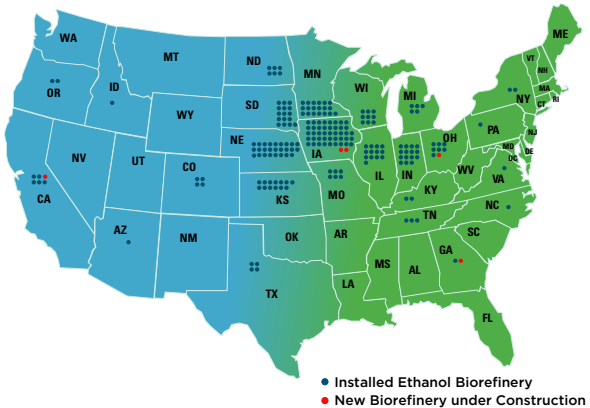 WA
MT
ND
MN
ME
VT
NH
OR
ID
WI
MI
NY
MA
CT
RI
WY
SD
NE
IA
OH
PA
NJ
MD
DC
DE
NV
UT
CO
IL
IN
WV
VA
CA
KS
MO
KY
NC
AZ
NM
OK
AR
TN
SC
MS
AL
GA
TX
LA
FL
Installed Ethanol Biorefinery
New Biorefinery under Construction